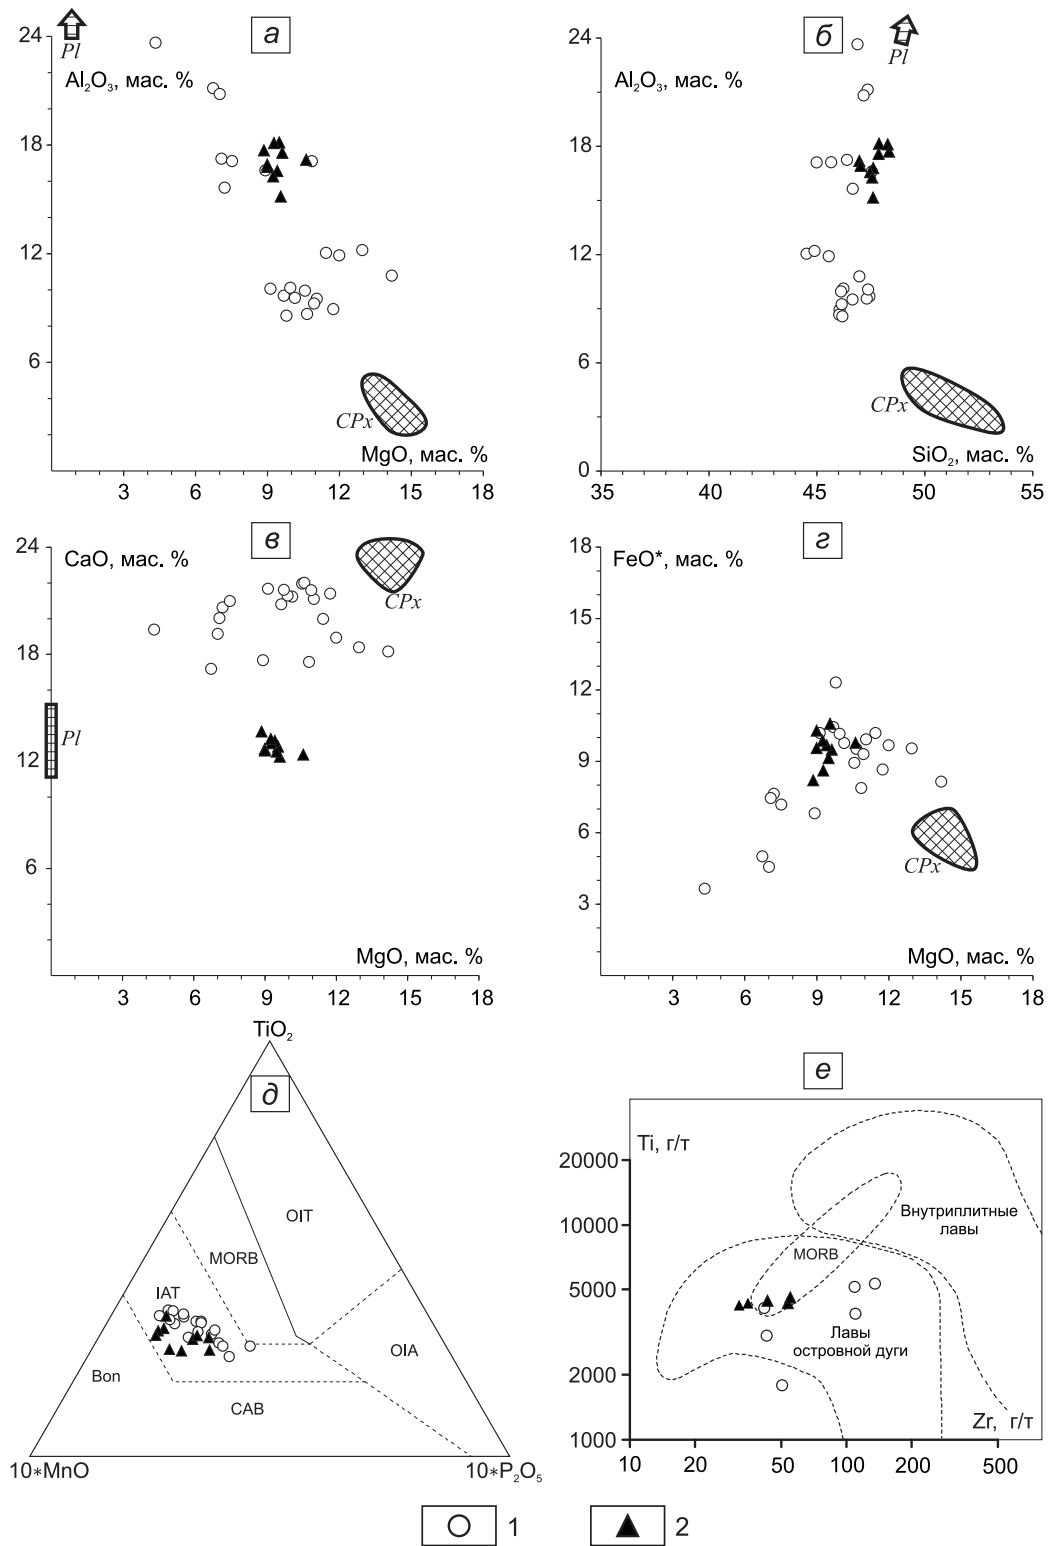 а
24
Pl
Al₂O₃, мас. %
18
12
6
CPx
MgO, мас. %
3 6 9 12 15 18
б
24
Pl
Al₂O₃, мас. %
18
12
6
CPx
0
SiO₂, мас. %
35 40 45 50 55
в
24
CaO, мас. %
CPx
18
Pl
12
6
MgO, мас. %
3 6 9 12 15 18
г
18
FeO*, мас. %
15
12
9
6
CPx
3
MgO, мас. %
3 6 9 12 15 18
TiO₂
д
OIT
MORB
IAT
OIA
Bon
CAB
10*MnO
10*P₂O₅
е
Ti, г/т
20000
Внутриплитные
лавы
10000
MORB
5000
Лавы
островной дуги
2000
Zr, г/т
1000
10 20 50 100 200 500
1
2